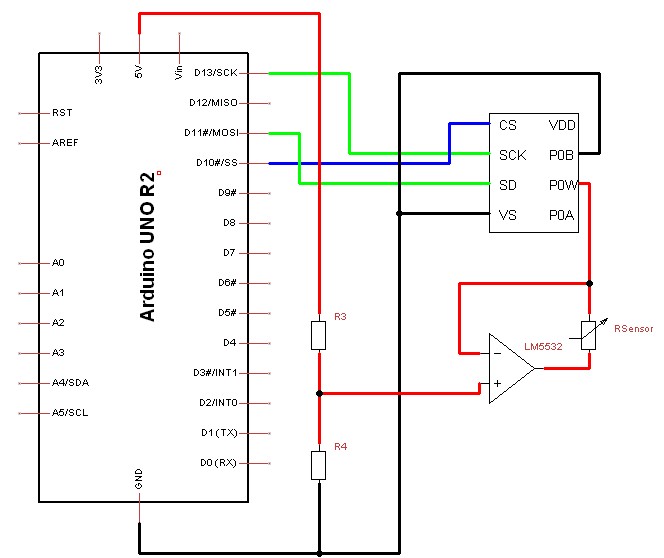 3V3
5V
Vin
D13/SCK
D12/MISO
D11#/MOSI
D10#/SS
D9#
D8
D7
D6#
D5#
D4
D3#/INT1
D2/INT0
D1(TX)
D0(RX)
RST
AREF
A0
A1
A2
A3
A4/SDA
A5/SCL
GND
Arduino UNO R2
CS VDD
SCK P0B
SD P0W
VS P0A
R3
R4
LM5532
RSensor
- 
+